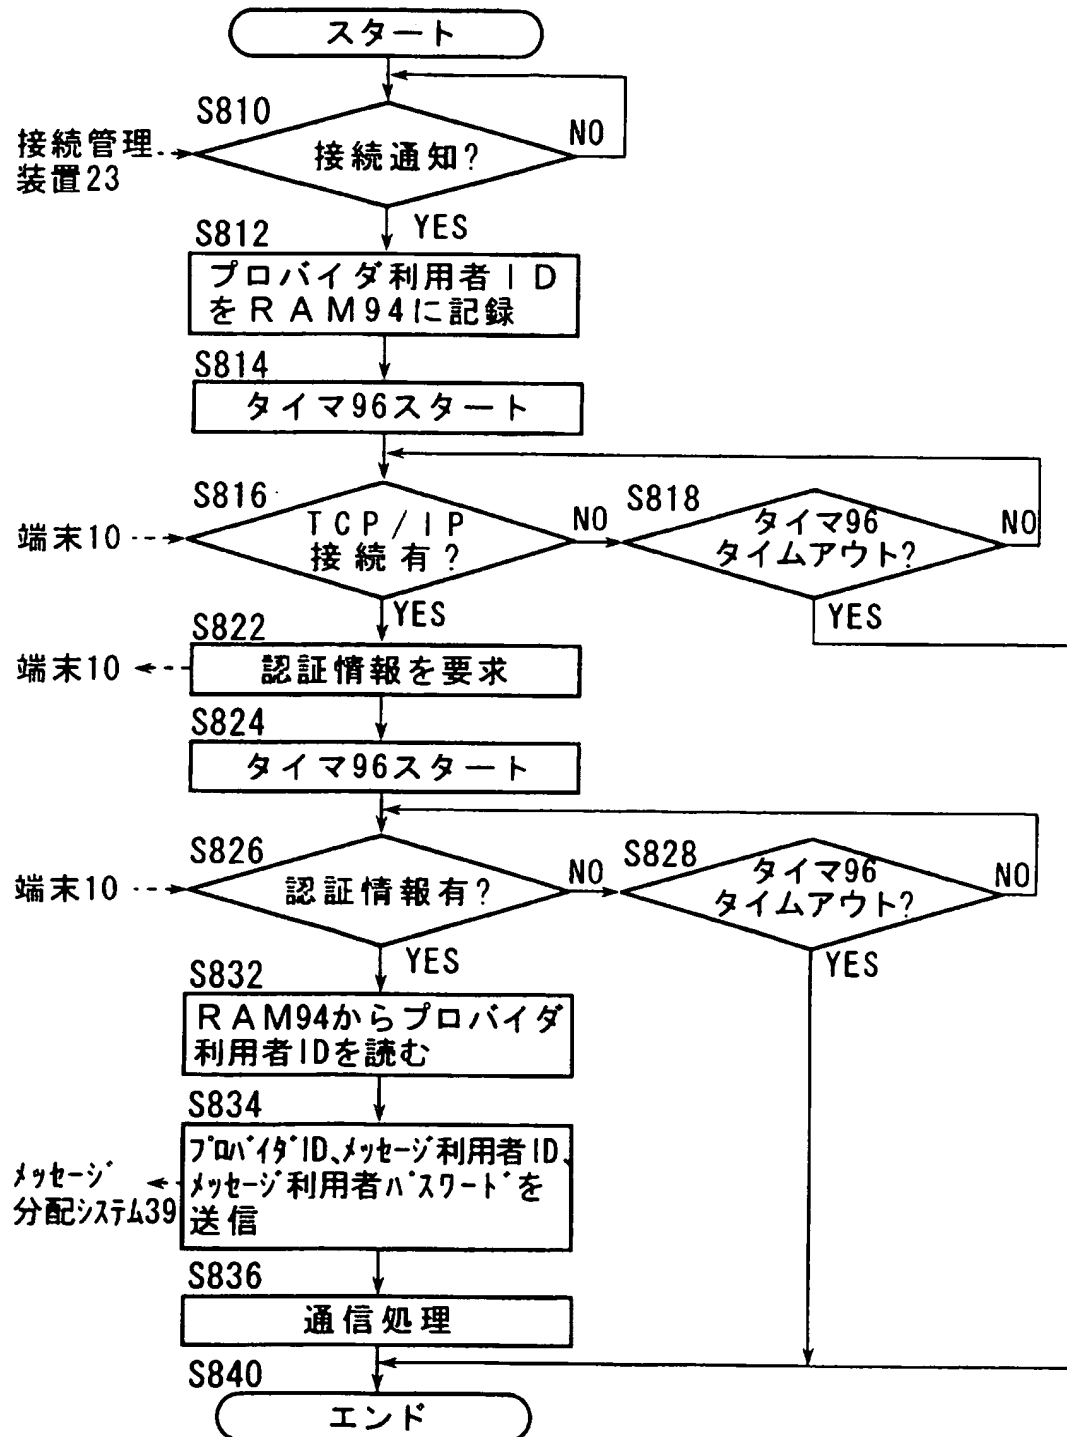 スタート
S810
接続管理
装置23
接続通知?
NO
YES
S812
プロバイダ利用者ID
をRAM94に記録
S814
タイマ96スタート
S816
端末10
TCP/IP
接続有?
NO
S818
タイマ96
タイムアウト?
NO
YES
YES
S822
端末10
認証情報を要求
S824
タイマ96スタート
S826
端末10
認証情報有?
NO
S828
タイマ96
タイムアウト?
NO
YES
YES
S832
RAM94からプロバイダ
利用者IDを読む
S834
プロバイダID、メッセージ利用者ID、
メッセージ利用者パスワードを
送信
メッセージ
分配システム39
S836
通信処理
S840
エンド